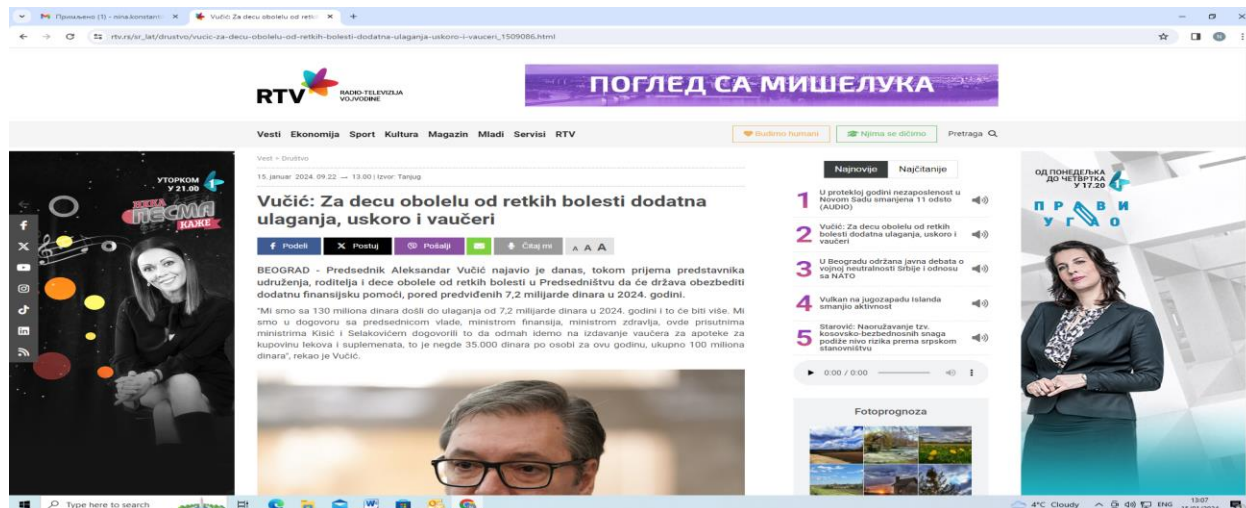 Vučić: Za decu obolelu od retki
rtv.rs/sr_lat/drustvo/vucic-za-decu-obolelu-od-retkih-bolesti-dodatna-ulaganja-uskoro-i-vauceri_1509086.html
RTV RADIO-TELEVIZIJA
VOJVODINE
ПОГЛЕД СА МИШЕЛУКА
Vesti Ekonomija Sport Kultura Magazin Mladi Servisi RTV
Budimo humani Njima se dičimo Pretraga
УТОРКОМ
У 21.00
НЕКА
ПЕСМА
КАЖЕ
Vest > Društvo
15. januar 2024. 09.22 → 13.00 | Izvor: Tanjug
Vučić: Za decu obolelu od retkih bolesti dodatna
ulaganja, uskoro i vaučeri
Podeli Postuj Pošalji Čitaj mi A A A
BEOGRAD - Predsednik Aleksandar Vučić najavio je danas, tokom prijema predstavnika
udruženja, roditelja i dece obolele od retkih bolesti u Predsedništvu da će država obezbediti
dodatnu finansijsku pomoći, pored predviđenih 7,2 milijarde dinara u 2024. godini.
"Mi smo sa 130 miliona dinara došli do ulaganja od 7,2 milijarde dinara u 2024. godini i to će biti više. Mi
smo u dogovoru sa predsednicom vlade, ministrom finansija, ministrom zdravlja, ovde prisutnima
ministrima Kisić i Selakovićem dogovorili to da odmah idemo na izdavanje vaučera za apoteke za
kupovinu lekova i suplemenata, to je negde 35.000 dinara po osobi za ovu godinu, ukupno 100 miliona
dinara", rekao je Vučić.
Najnovije Najčitanije
1 U protekloj godini nezaposlenost u
Novom Sadu smanjena 11 odsto
(AUDIO)
2 Vučić: Za decu obolelu od retkih
bolesti dodatna ulaganja, uskoro i
vaučeri
3 U Beogradu održana javna debata o
vojnoj neutralnosti Srbije i odnosu
sa NATO
4 Vulkan na jugozapadu Islanda
smanjio aktivnost
5 Starović: Naoružavanje tzv.
kosovsko-bezbednosnih snaga
podiže nivo rizika prema srpskom
stanovništvu
0:00 / 0:00
Fotoprognoza
ОД ПОНЕДЕЉКА
ДО ЧЕТВРТКА
У 17.20
ПРАВИ
УГАО
Type here to search
4°C Cloudy ENG 13:07